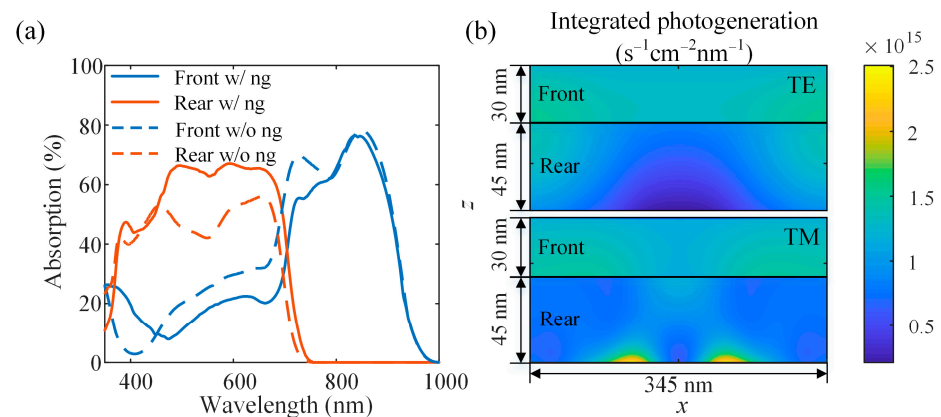 (a)
100
80
60
40
20
0
Absorption (%)
400
600
800
1000
Wavelength (nm)
Front w/ ng
Rear w/ ng
Front w/o ng
Rear w/o ng
(b)
Integrated photogeneration
(s⁻¹cm⁻²nm⁻¹)
TE
Front
Rear
30 nm
45 nm
z
TM
Front
Rear
30 nm
45 nm
345 nm
x
× 10¹⁵
2.5
2
1.5
1
0.5